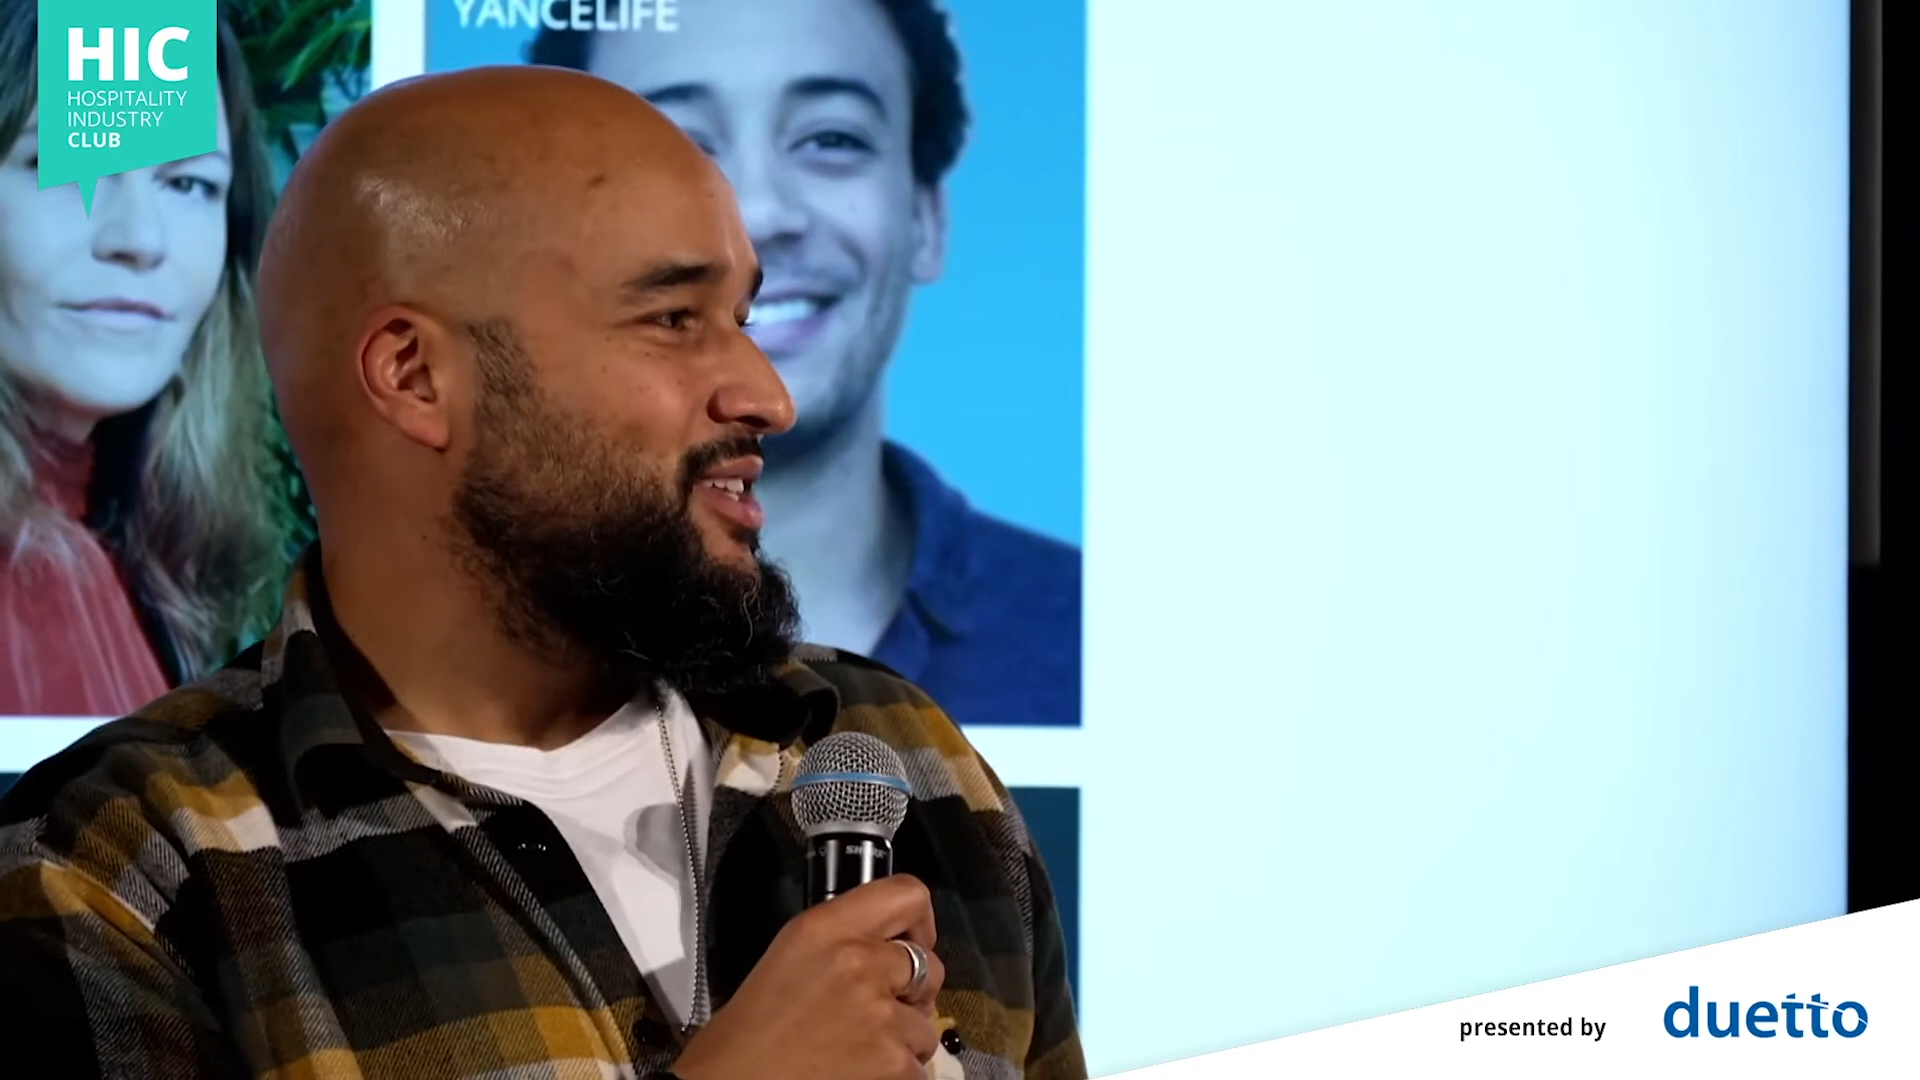 YANCELIFE
HIC
HOSPITALITY
INDUSTRY
CLUB
presented by
duetto